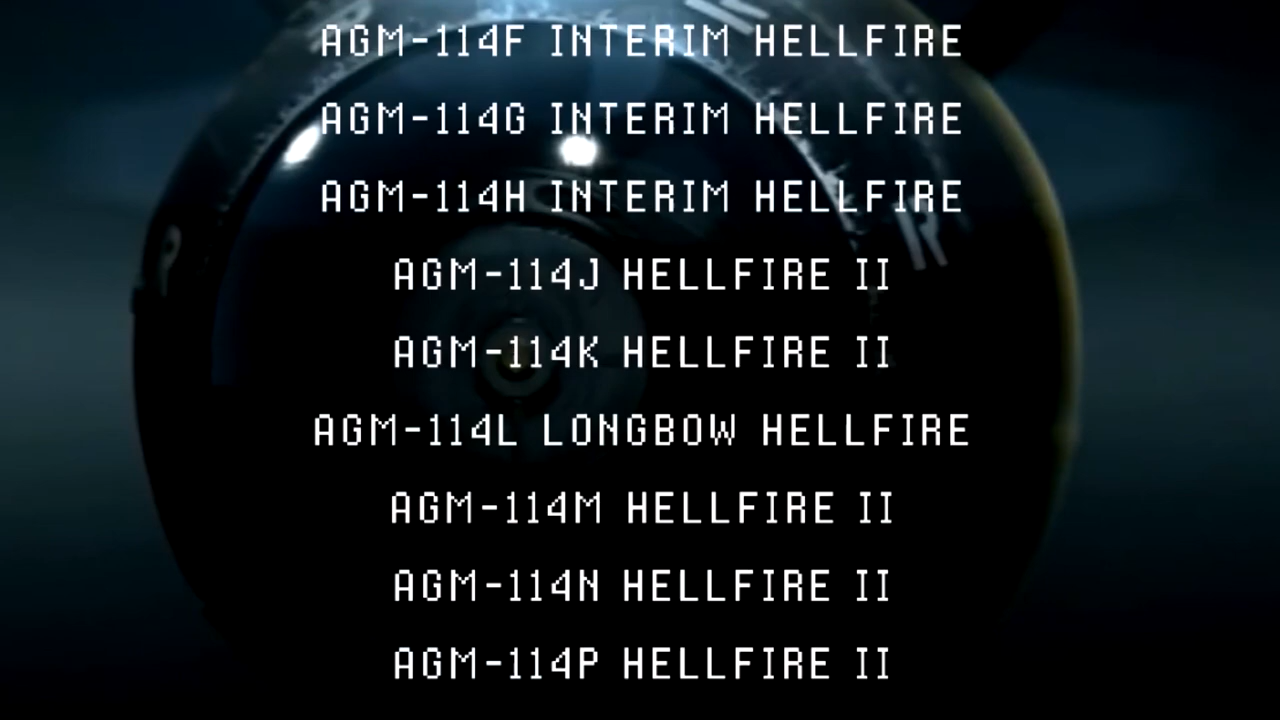 AGM-114F INTERIM HELLFIRE
AGM-114G INTERIM HELLFIRE
AGM-114H INTERIM HELLFIRE
AGM-114J HELLFIRE II
AGM-114K HELLFIRE II
AGM-114L LONGBOW HELLFIRE
AGM-114M HELLFIRE II
AGM-114N HELLFIRE II
AGM-114P HELLFIRE II